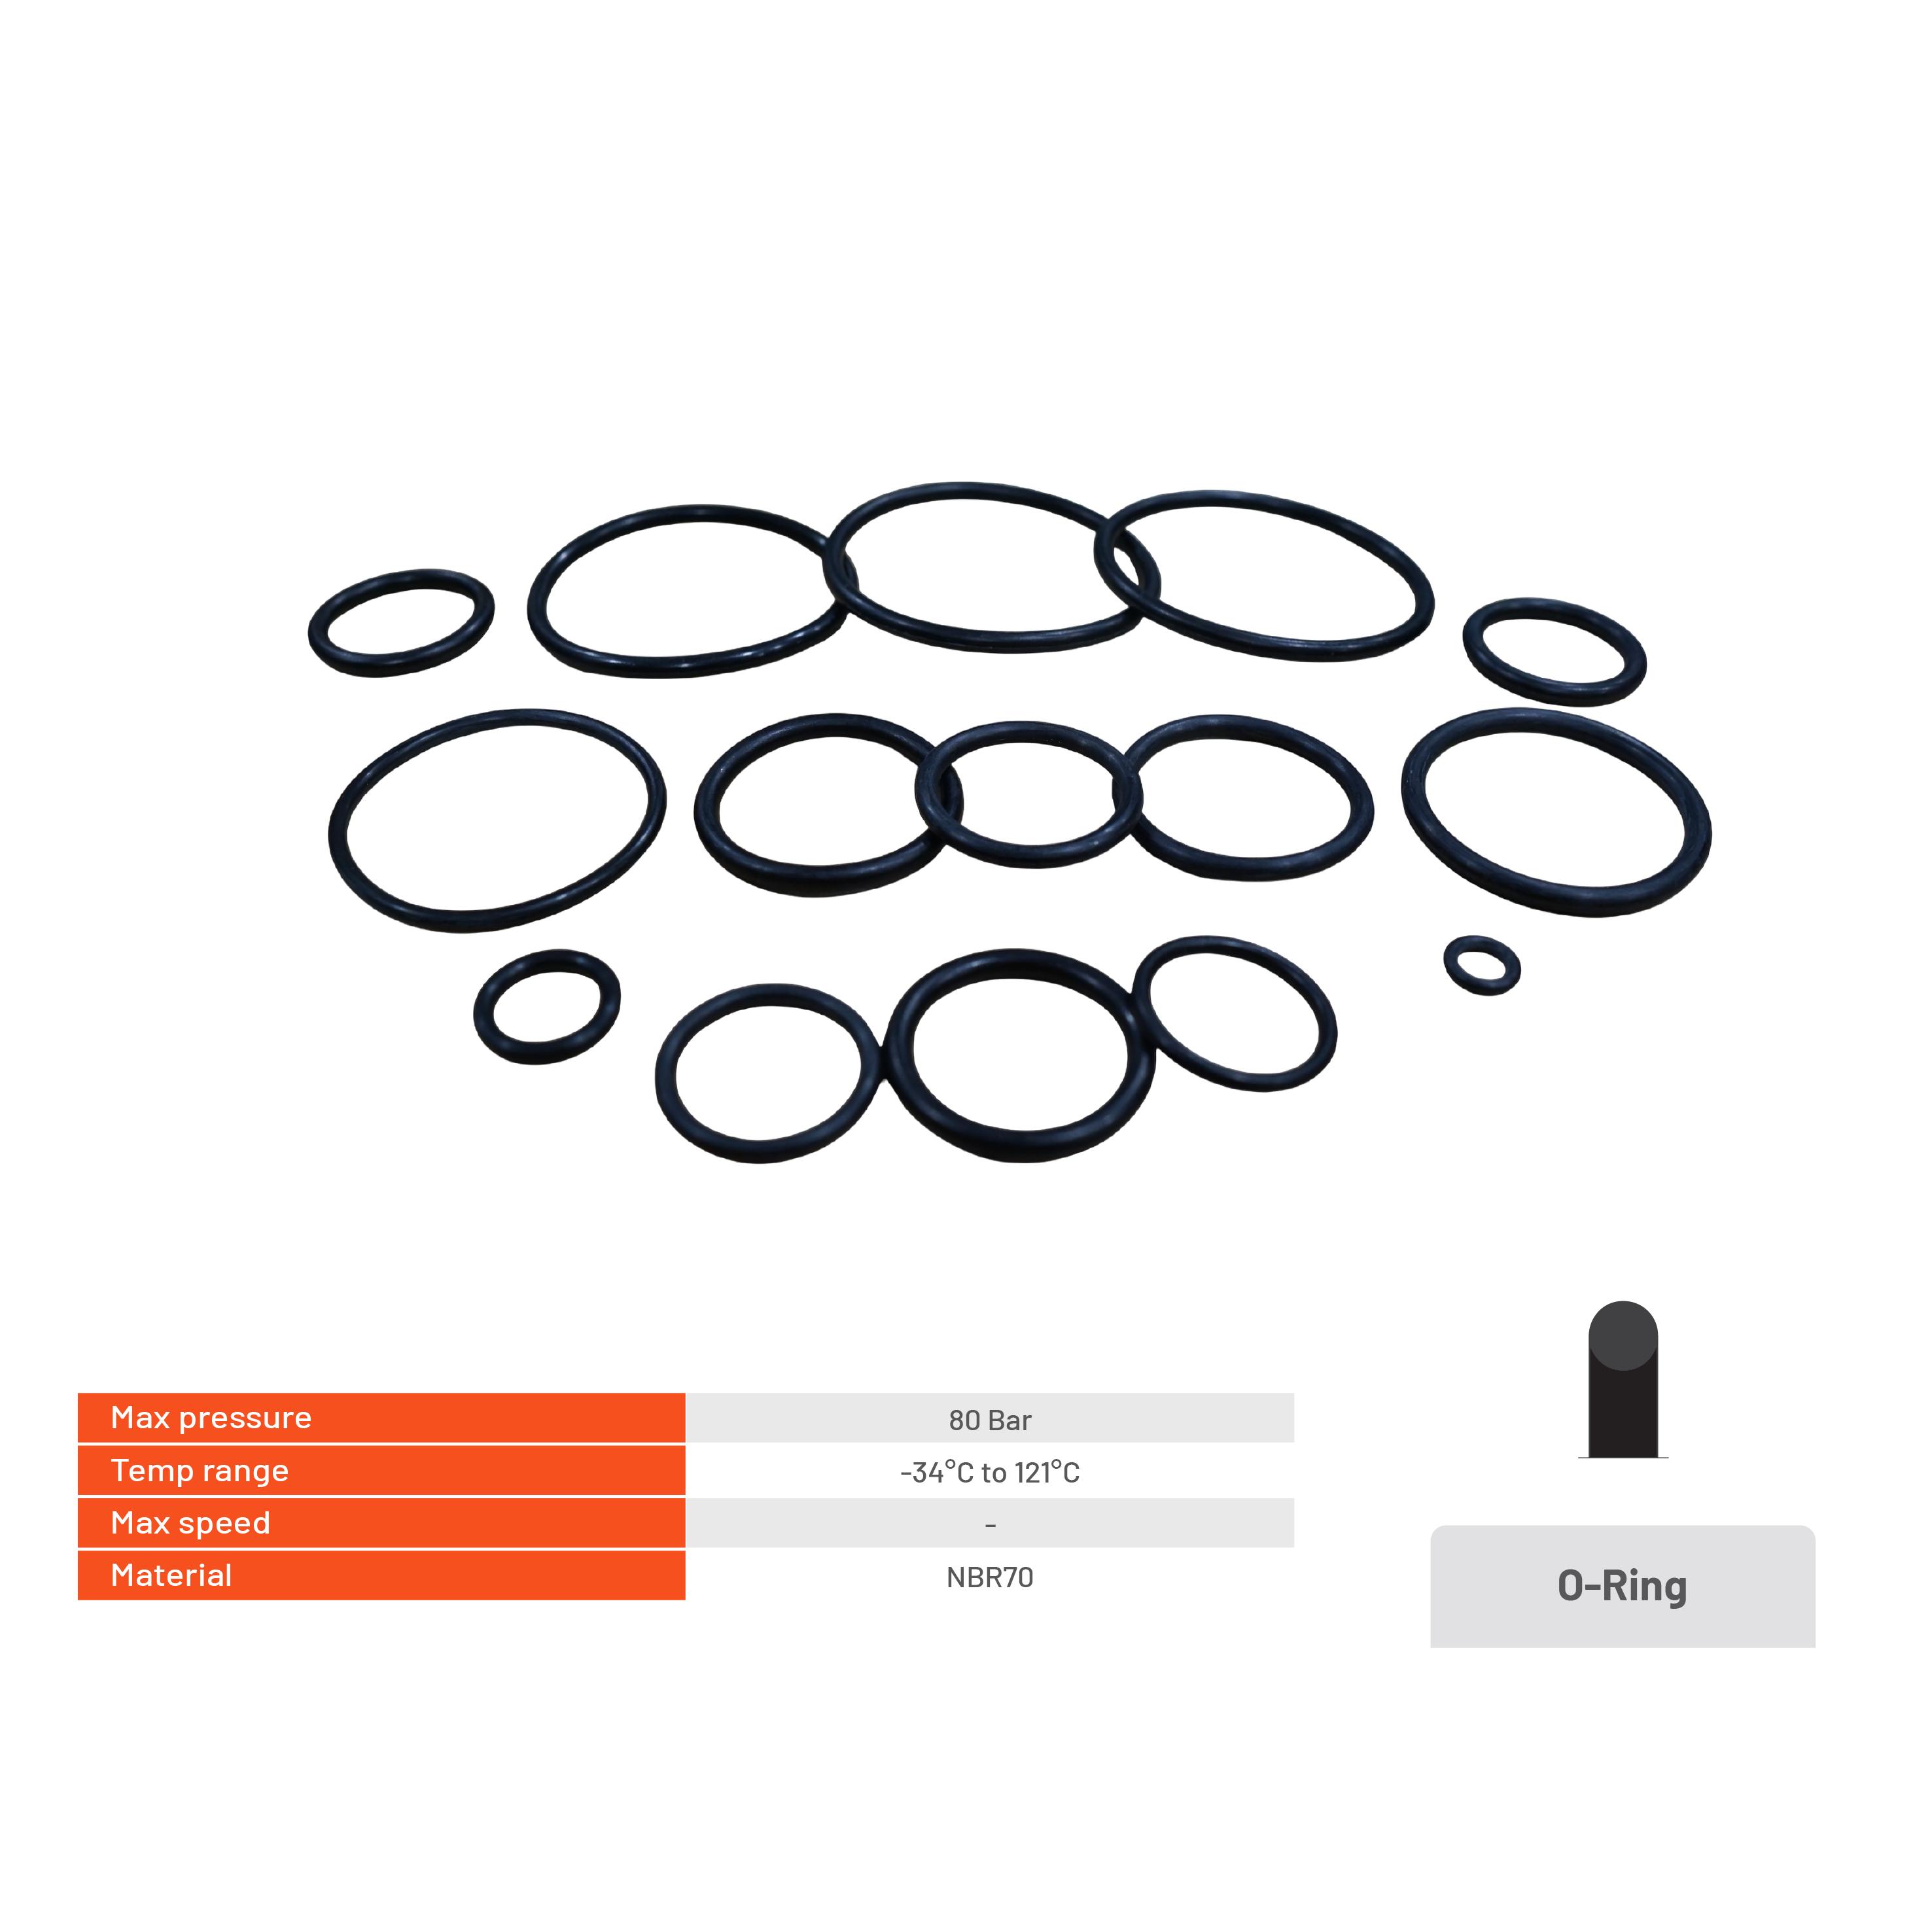 Max pressure 80 Bar
Temp range -34°C to 121°C
Max speed -
Material NBR70
O-Ring